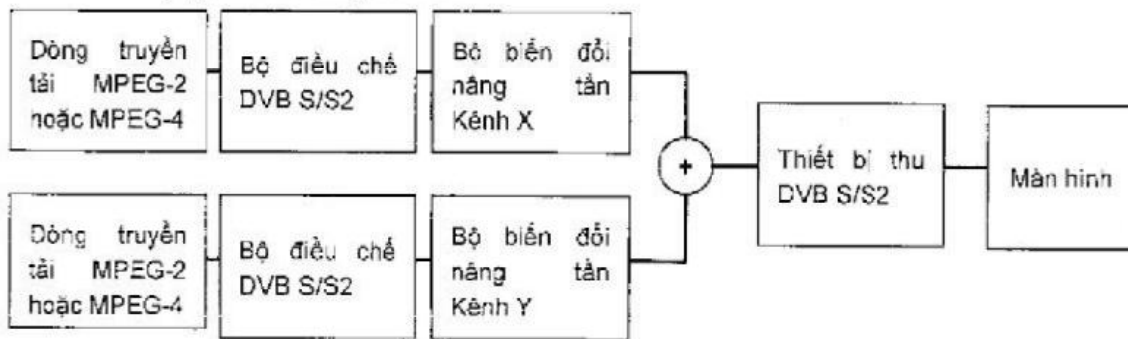 Dòng truyền
tải MPEG-2
hoặc MPEG-4
Bộ điều chế
DVB S/S2
Bộ biến đổi
nâng tần
Kênh X
Dòng truyền
tải MPEG-2
hoặc MPEG-4
Bộ điều chế
DVB S/S2
Bộ biến đổi
nâng tần
Kênh Y
+
Thiết bị thu
DVB S/S2
Màn hình